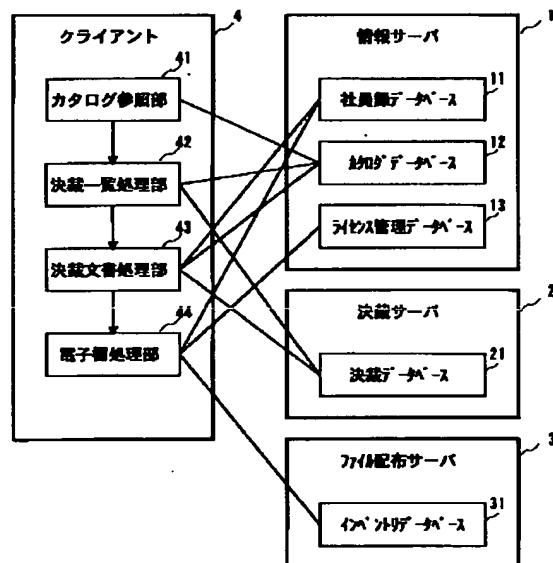 クライアント
4
41
カタログ参照部
42
決裁一覧処理部
43
決裁文書処理部
44
電子棚処理部
情報サーバ
1
11
社員録データベース
12
カタログデータベース
13
ライセンス管理データベース
決裁サーバ
2
21
決裁データベース
ファイル配布サーバ
3
31
インベントリデータベース